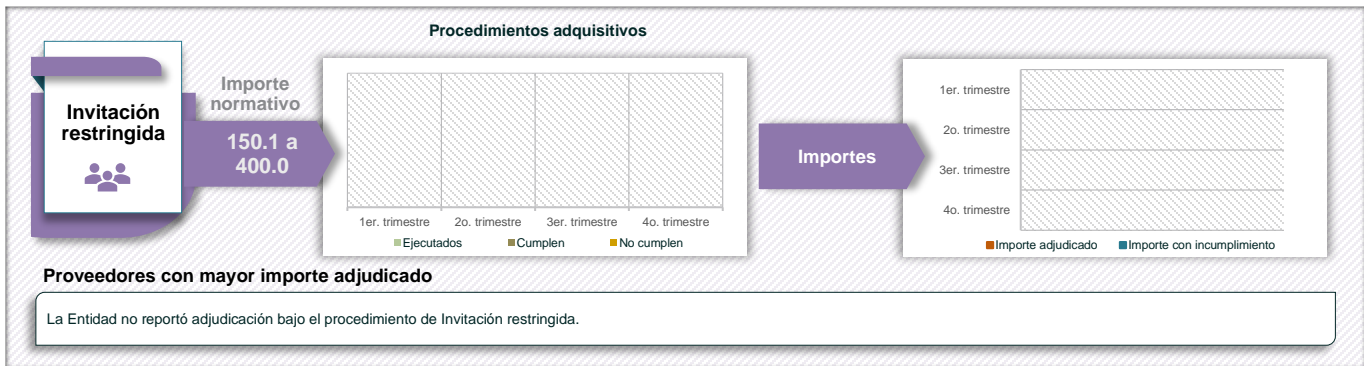 Procedimientos adquisitivos
Invitación
restringida
Importe
normativo
150.1 a
400.0
1er. trimestre 2o. trimestre 3er. trimestre 4o. trimestre
Ejecutados Cumplen No cumplen
Importes
1er. trimestre
2o. trimestre
3er. trimestre
4o. trimestre
Importe adjudicado Importe con incumplimiento
Proveedores con mayor importe adjudicado
La Entidad no reportó adjudicación bajo el procedimiento de Invitación restringida.